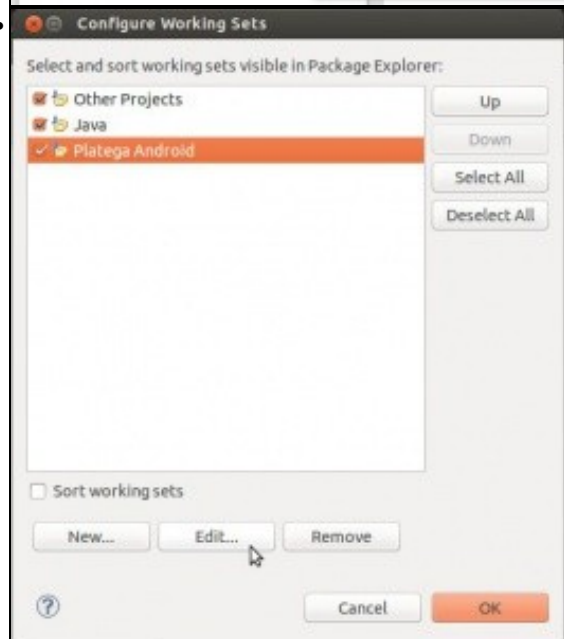 Configure Working Sets
Select and sort working sets visible in Package Explorer:
Other Projects
Java
Platega Android
Up
Down
Select All
Deselect All
Sort working sets
New...
Edit...
Remove
?
Cancel
OK